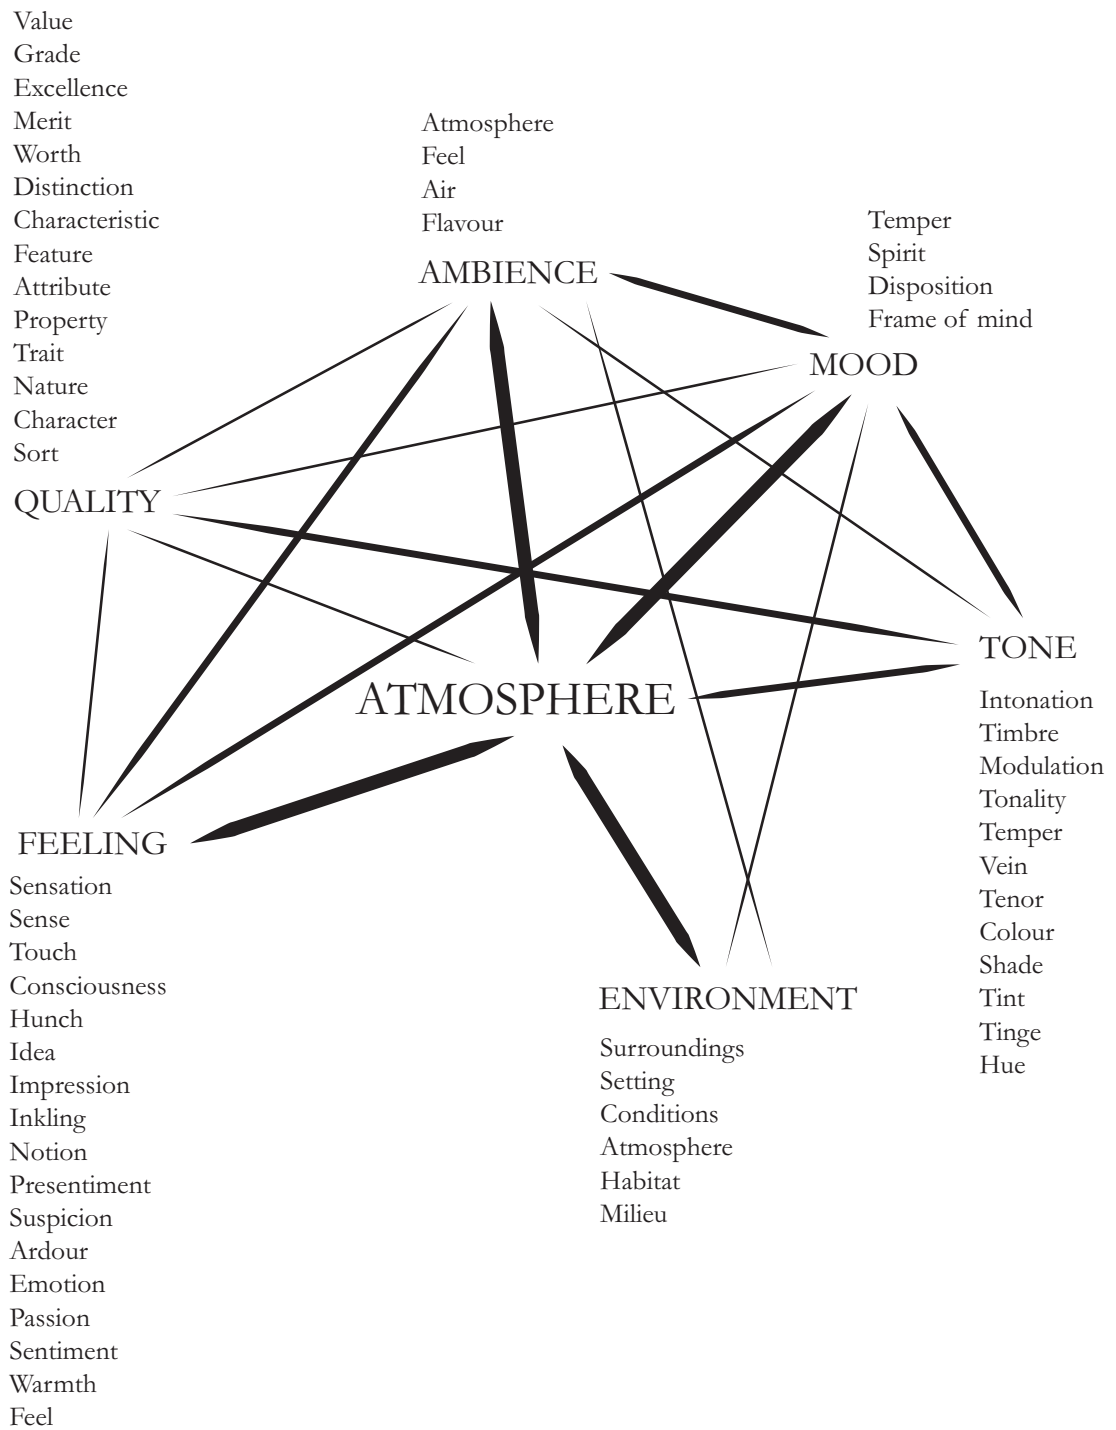 Value
Grade
Excellence
Merit
Worth
Distinction
Characteristic
Feature
Attribute
Property
Trait
Nature
Character
Sort
QUALITY
Atmosphere
Feel
Air
Flavour
AMBIENCE
Temper
Spirit
Disposition
Frame of mind
MOOD
ATMOSPHERE
TONE
Intonation
Timbre
Modulation
Tonality
Temper
Vein
Tenor
Colour
Shade
Tint
Tinge
Hue
FEELING
Sensation
Sense
Touch
Consciousness
Hunch
Idea
Impression
Inkling
Notion
Presentiment
Suspicion
Ardour
Emotion
Passion
Sentiment
Warmth
Feel
ENVIRONMENT
Surroundings
Setting
Conditions
Atmosphere
Habitat
Milieu